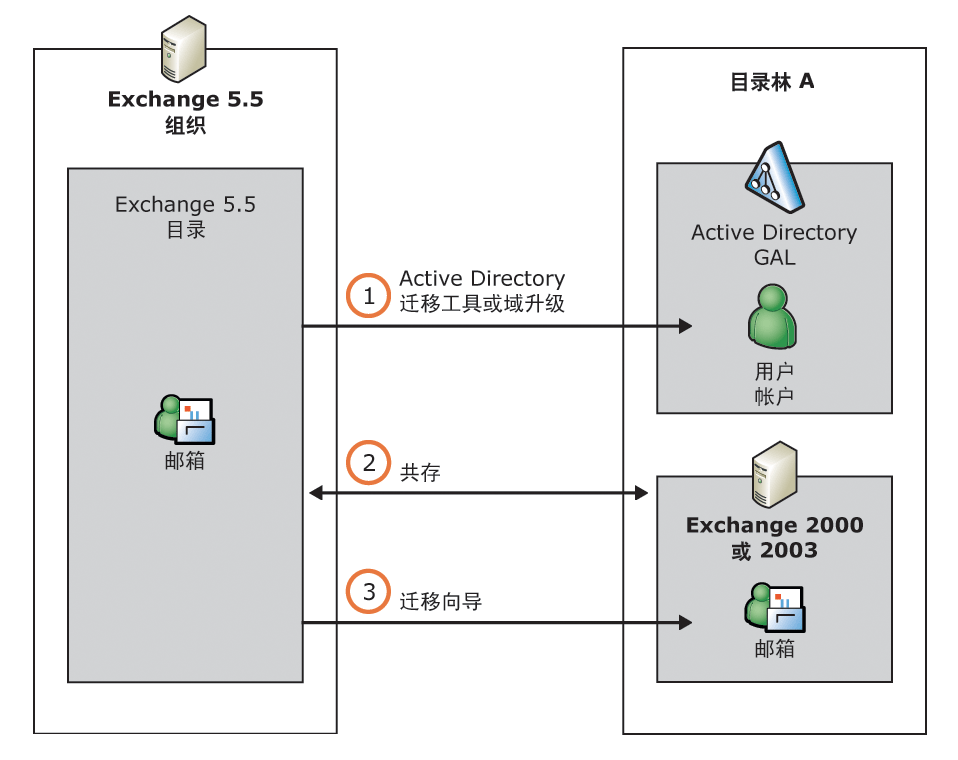 Exchange 5.5
组织
Exchange 5.5
目录
邮箱
1
Active Directory
迁移工具或域升级
2
共存
3
迁移向导
目录林 A
Active Directory
GAL
用户
帐户
Exchange 2000
或 2003
邮箱